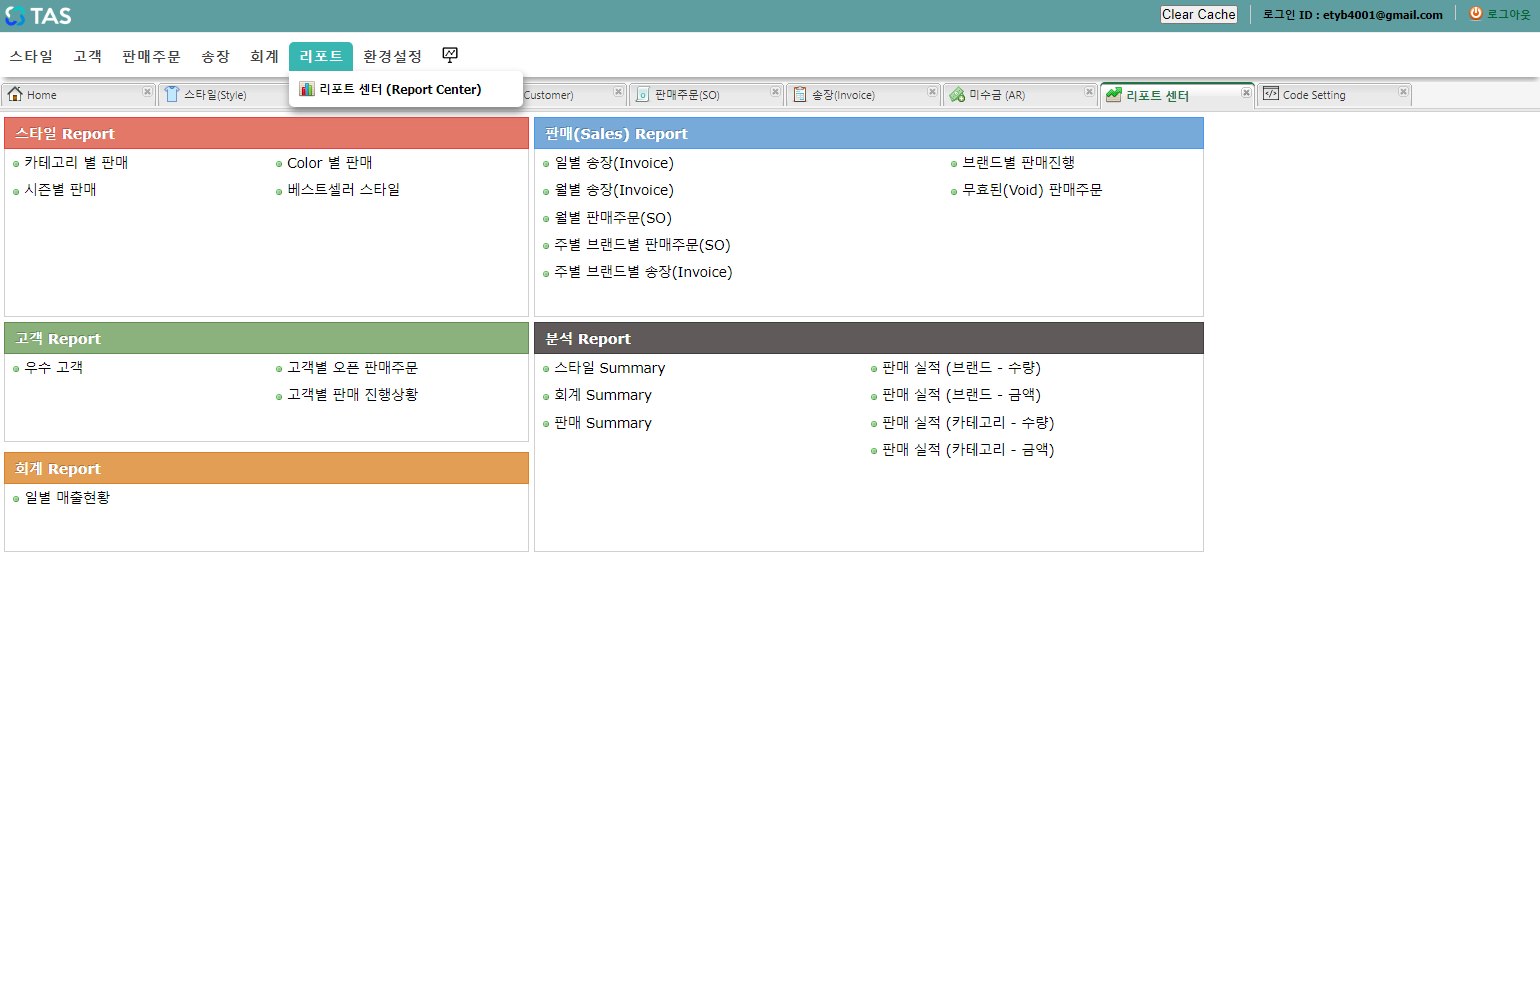 TAS
Clear Cache
로그인 ID : etyb4001@gmail.com
로그아웃
스타일 고객 판매주문 송장 회계 리포트 환경설정
리포트 센터 (Report Center)
Home
스타일(Style)
Customer)
판매주문(SO)
송장(Invoice)
미수금 (AR)
리포트 센터
Code Setting
스타일 Report
카테고리 별 판매
Color 별 판매
시즌별 판매
베스트셀러 스타일
판매(Sales) Report
일별 송장(Invoice)
브랜드별 판매진행
월별 송장(Invoice)
무효된(Void) 판매주문
월별 판매주문(SO)
주별 브랜드별 판매주문(SO)
주별 브랜드별 송장(Invoice)
고객 Report
우수 고객
고객별 오픈 판매주문
고객별 판매 진행상황
분석 Report
스타일 Summary
판매 실적 (브랜드 - 수량)
회계 Summary
판매 실적 (브랜드 - 금액)
판매 Summary
판매 실적 (카테고리 - 수량)
판매 실적 (카테고리 - 금액)
회계 Report
일별 매출현황